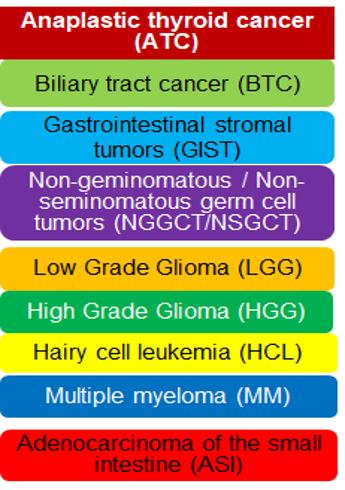 Anaplastic thyroid cancer
(ATC)
Biliary tract cancer (BTC)
Gastrointestinal stromal
tumors (GIST)
Non-geminomatous / Non-
seminomatous germ cell
tumors (NGGCT/NSGCT)
Low Grade Glioma (LGG)
High Grade Glioma (HGG)
Hairy cell leukemia (HCL)
Multiple myeloma (MM)
Adenocarcinoma of the small
intestine (ASI)